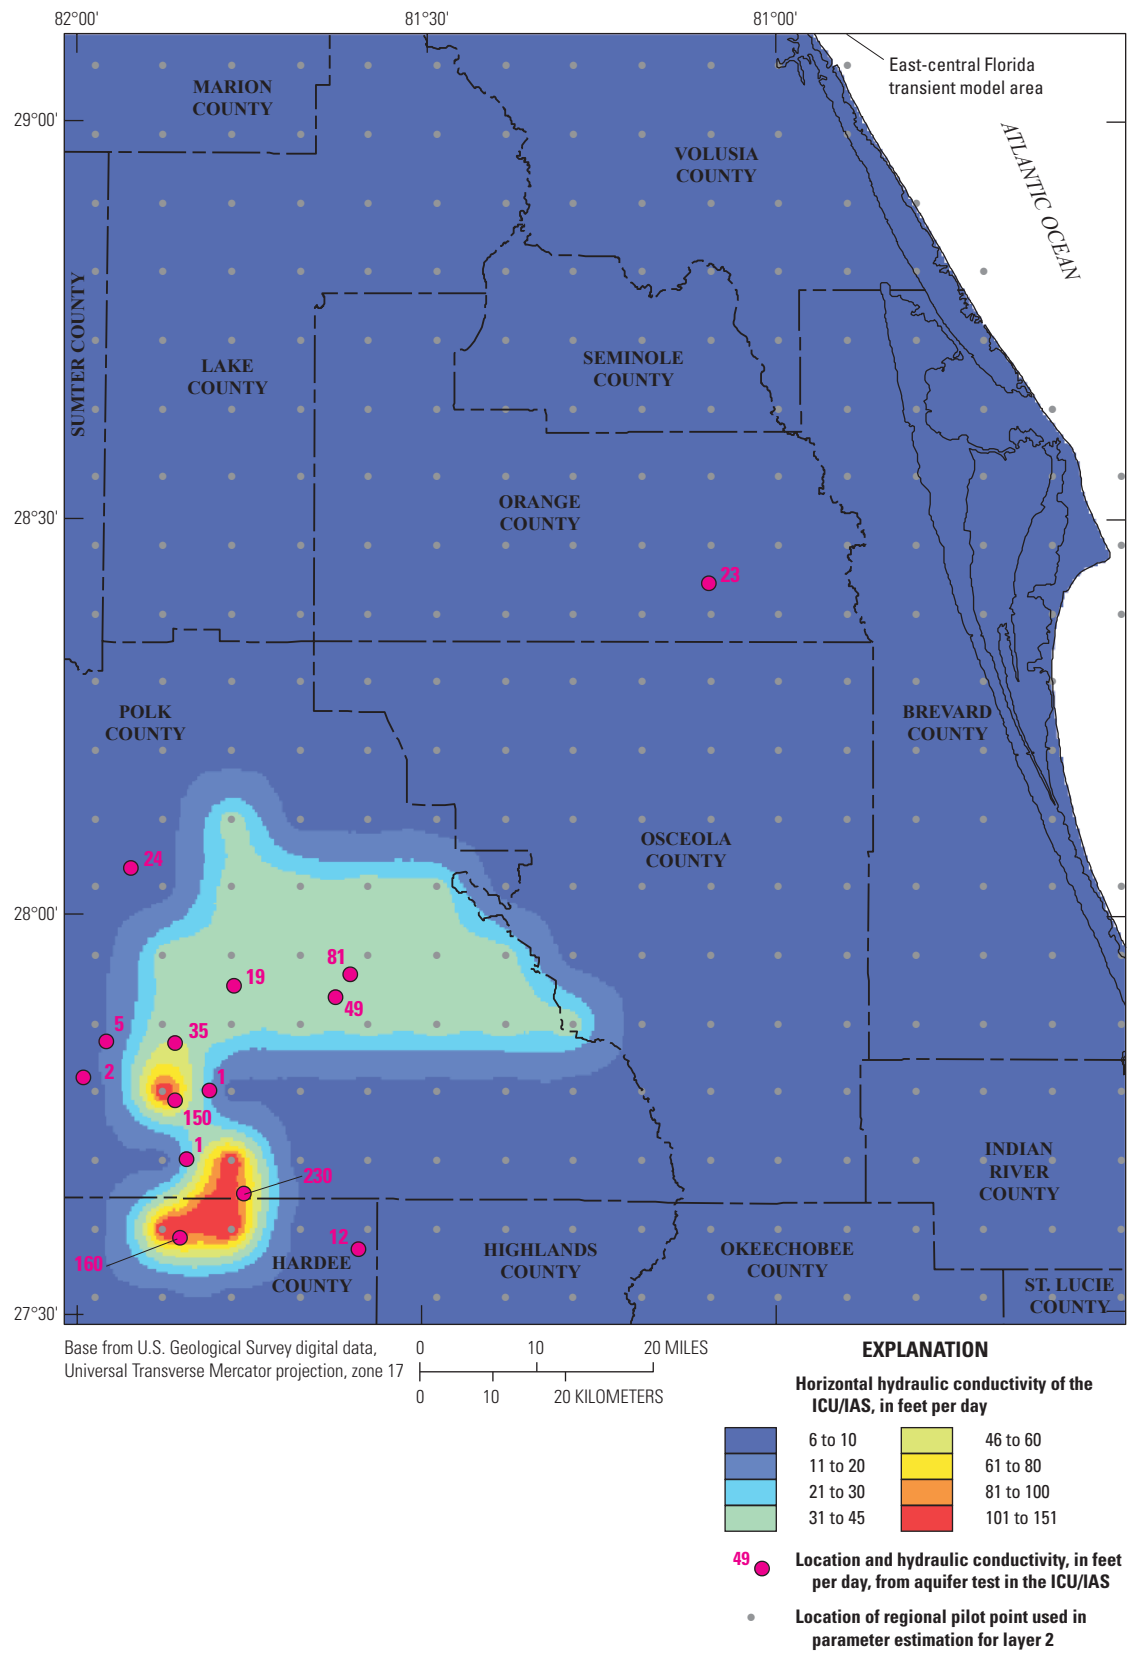 82°00'
81°30'
81°00'
East-central Florida
transient model area
MARION
COUNTY
29°00'
ATLANTIC OCEAN
VOLUSIA
COUNTY
SUMTER COUNTY
LAKE
COUNTY
SEMINOLE
COUNTY
ORANGE
COUNTY
28°30'
23
POLK
COUNTY
BREVARD
COUNTY
OSCEOLA
COUNTY
24
28°00'
81
19
49
5
35
2
1
150
1
INDIAN
RIVER
COUNTY
230
12
160
HARDEE
COUNTY
HIGHLANDS
COUNTY
OKEECHOBEE
COUNTY
ST. LUCIE
COUNTY
27°30'
Base from U.S. Geological Survey digital data,
Universal Transverse Mercator projection, zone 17
0 10 20 MILES
0 10 20 KILOMETERS
EXPLANATION
Horizontal hydraulic conductivity of the
ICU/IAS, in feet per day
6 to 10
11 to 20
21 to 30
31 to 45
46 to 60
61 to 80
81 to 100
101 to 151
49
Location and hydraulic conductivity, in feet
per day, from aquifer test in the ICU/IAS
Location of regional pilot point used in
parameter estimation for layer 2